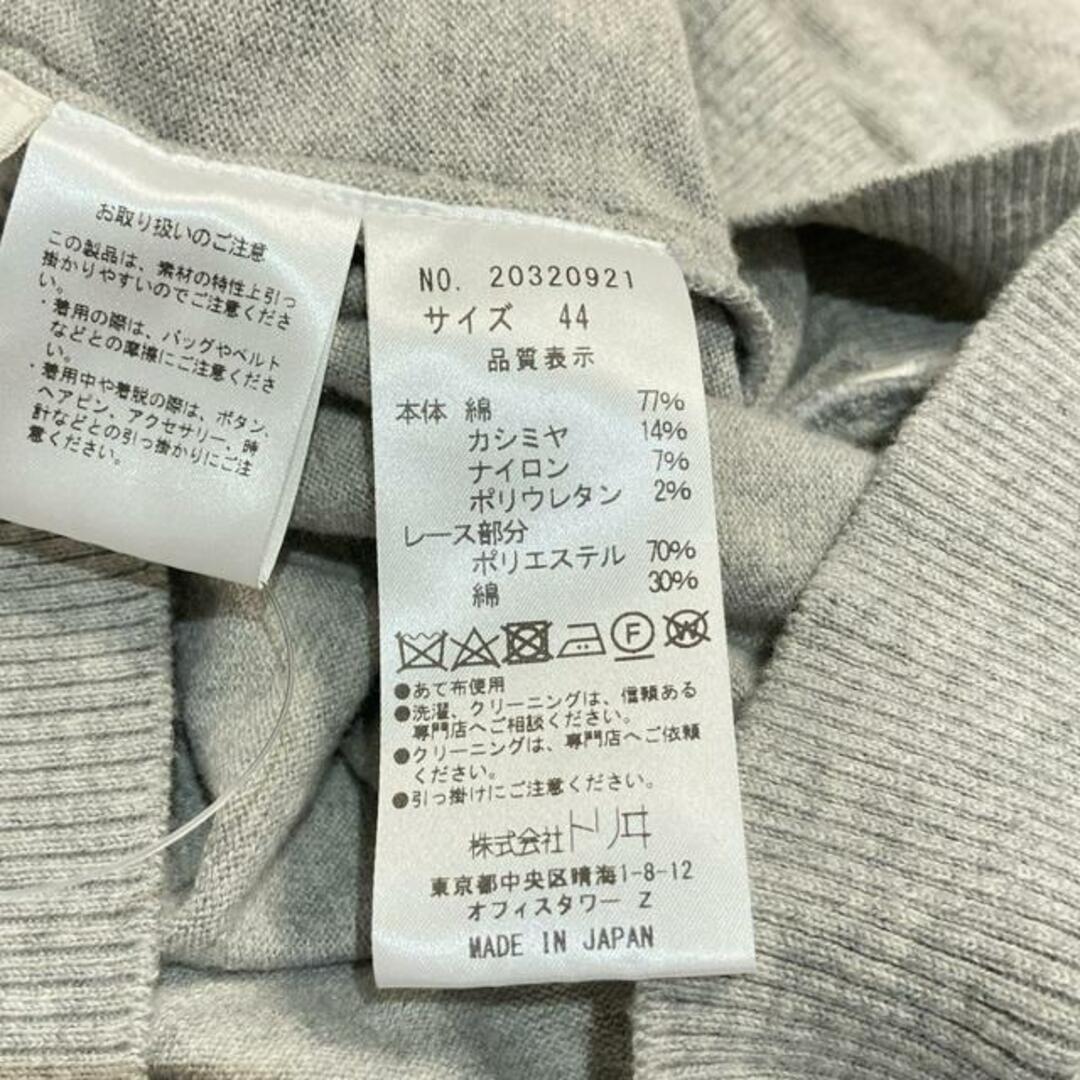 お取り扱いのご注意
この製品は、素材の特性上引っ
掛かりやすいのでご注意くださ
い。
・着用の際は、バッグやベルト
などとの摩擦にご注意くださ
い。
・着用中や着脱の際は、ボタン、
ヘアピン、アクセサリー、時
計などとの引っ掛かりにご注
意ください。
NO. 20320921
サイズ 44
品質表示
本体 綿 77%
カシミヤ 14%
ナイロン 7%
ポリウレタン 2%
レース部分
ポリエステル 70%
綿 30%
F W
●あて布使用
●洗濯、クリーニングは、信頼ある
専門店へご相談ください。
●クリーニングは、専門店へご依頼
ください。
●引っ掛けにご注意ください。
株式会社トリヰ
東京都中央区晴海1-8-12
オフィスタワー Z
MADE IN JAPAN